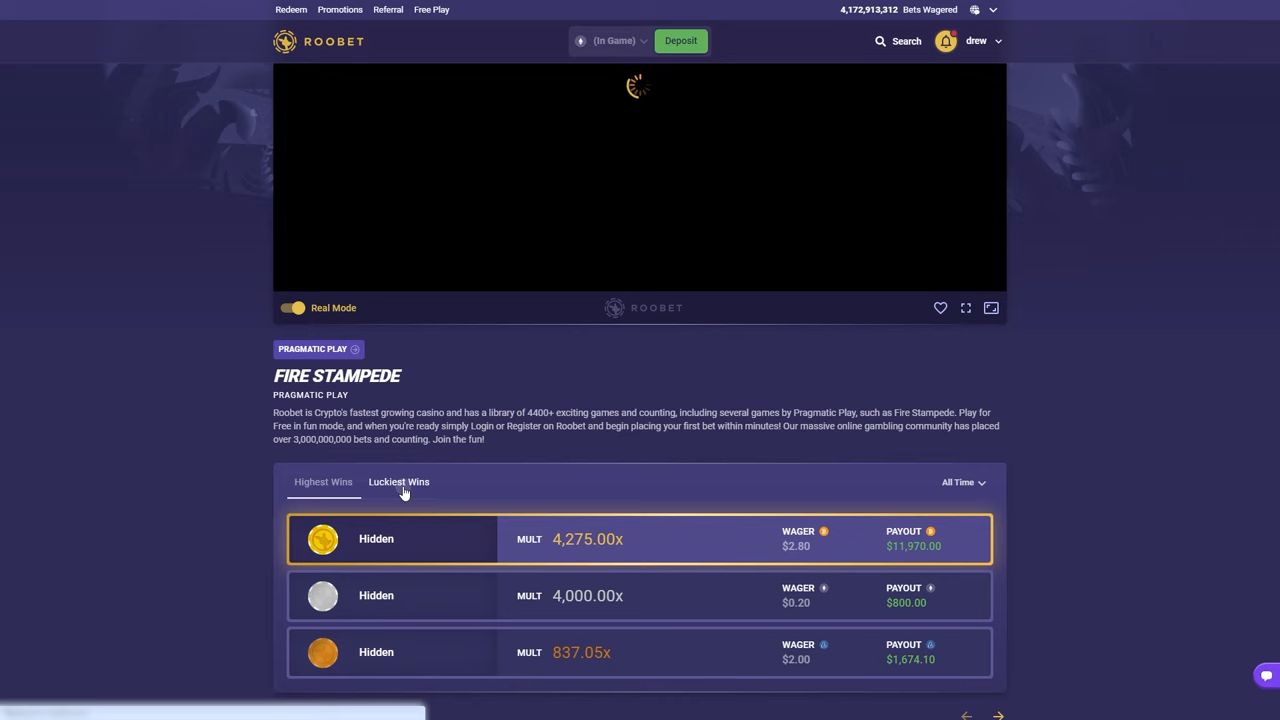 Redeem Promotions Referral Free Play 4,172,913,312 Bets Wagered
ROOBET (In Game) Deposit Search drew
Real Mode ROOBET
PRAGMATIC PLAY
FIRE STAMPEDE
PRAGMATIC PLAY
Roobet is Crypto's fastest growing casino and has a library of 4400+ exciting games and counting, including several games by Pragmatic Play, such as Fire Stampede. Play for
Free in fun mode, and when you're ready simply Login or Register on Roobet and begin placing your first bet within minutes! Our massive online gambling community has placed
over 3,000,000,000 bets and counting. Join the fun!
Highest Wins Luckiest Wins All Time
Hidden MULT 4,275.00x WAGER PAYOUT
$2.80 $11,970.00
Hidden MULT 4,000.00x WAGER PAYOUT
$0.20 $800.00
Hidden MULT 837.05x WAGER PAYOUT
$2.00 $1,674.10